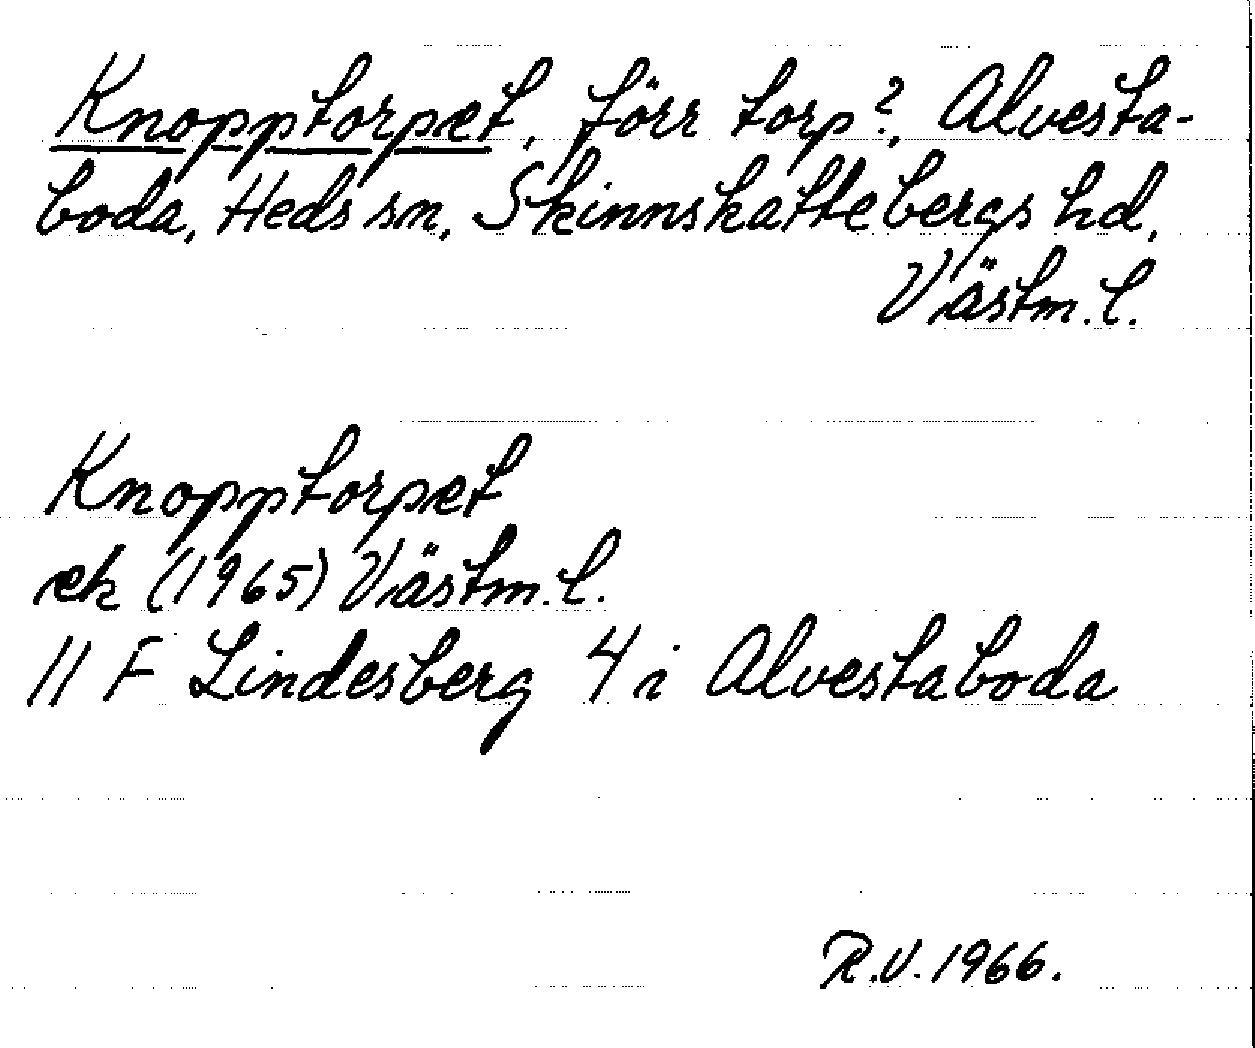 Knopptorpet, förr torp?, Alvesta-
boda, Heds sn, Skinnskattebergs hd,
Västm. l.
Knopptorpet
ek (1965) Västm. l.
11 F Lindesberg 4 i Alvestaboda
R.V. 1966.